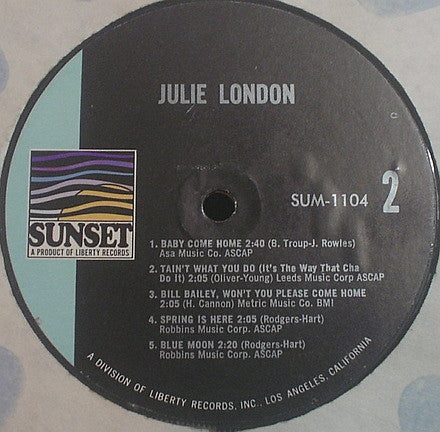 JULIE LONDON
SUNSET
A PRODUCT OF LIBERTY RECORDS
SUM-1104
2
1. BABY COME HOME 2:40 (B. Troup-J. Rowles)
Asa Music Co. ASCAP
2. TAIN'T WHAT YOU DO (It's The Way That Cha
Do It) 2:05 (Oliver-Young) Leeds Music Corp ASCAP
3. BILL BAILEY, WON'T YOU PLEASE COME HOME
2:05 (H. Cannon) Metric Music Co. BMI
4. SPRING IS HERE 2:05 (Rodgers-Hart)
Robbins Music Corp. ASCAP
5. BLUE MOON 2:20 (Rodgers-Hart)
Robbins Music Corp. ASCAP
A DIVISION OF LIBERTY RECORDS, INC., LOS ANGELES, CALIFORNIA